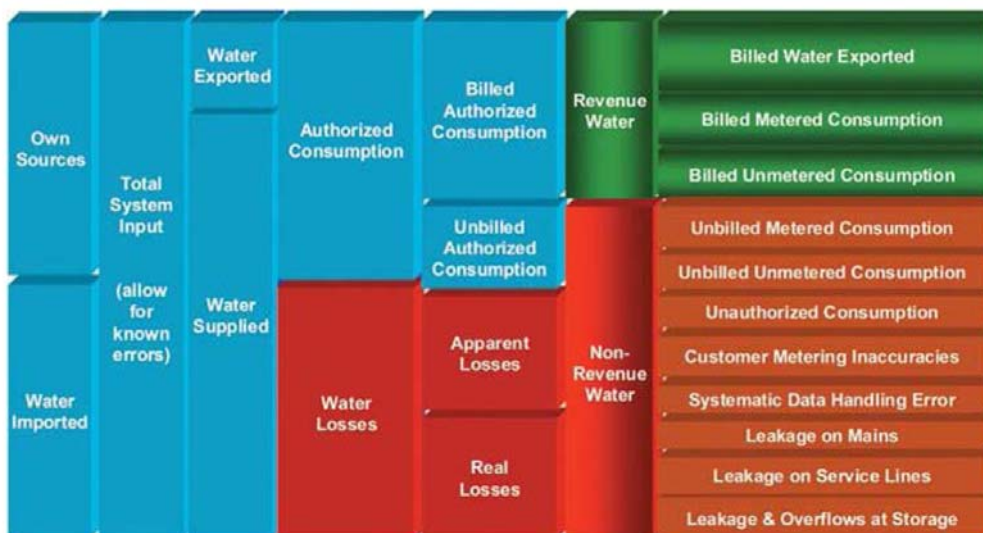 Own
Sources
Water
Imported
Total
System
Input
(allow
for
known
errors)
Water
Exported
Water
Supplied
Authorized
Consumption
Water
Losses
Billed
Authorized
Consumption
Unbilled
Authorized
Consumption
Apparent
Losses
Real
Losses
Revenue
Water
Non-
Revenue
Water
Billed Water Exported
Billed Metered Consumption
Billed Unmetered Consumption
Unbilled Metered Consumption
Unbilled Unmetered Consumption
Unauthorized Consumption
Customer Metering Inaccuracies
Systematic Data Handling Error
Leakage on Mains
Leakage on Service Lines
Leakage & Overflows at Storage